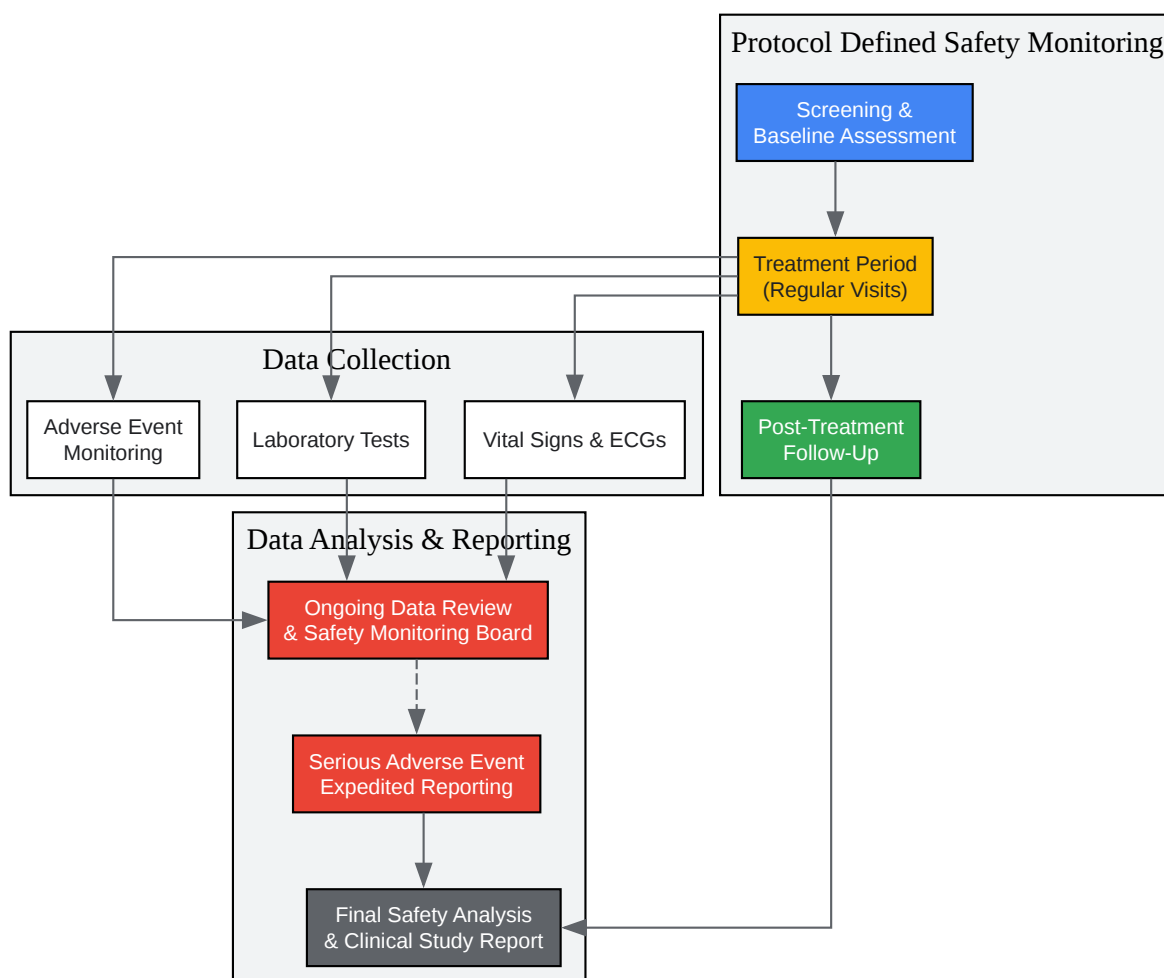 Protocol Defined Safety Monitoring
Screening &
Baseline Assessment
Treatment Period
(Regular Visits)
Data Collection
Adverse Event
Monitoring
Laboratory Tests
Vital Signs & ECGs
Post-Treatment
Follow-Up
Data Analysis & Reporting
Ongoing Data Review
& Safety Monitoring Board
Serious Adverse Event
Expedited Reporting
Final Safety Analysis
& Clinical Study Report